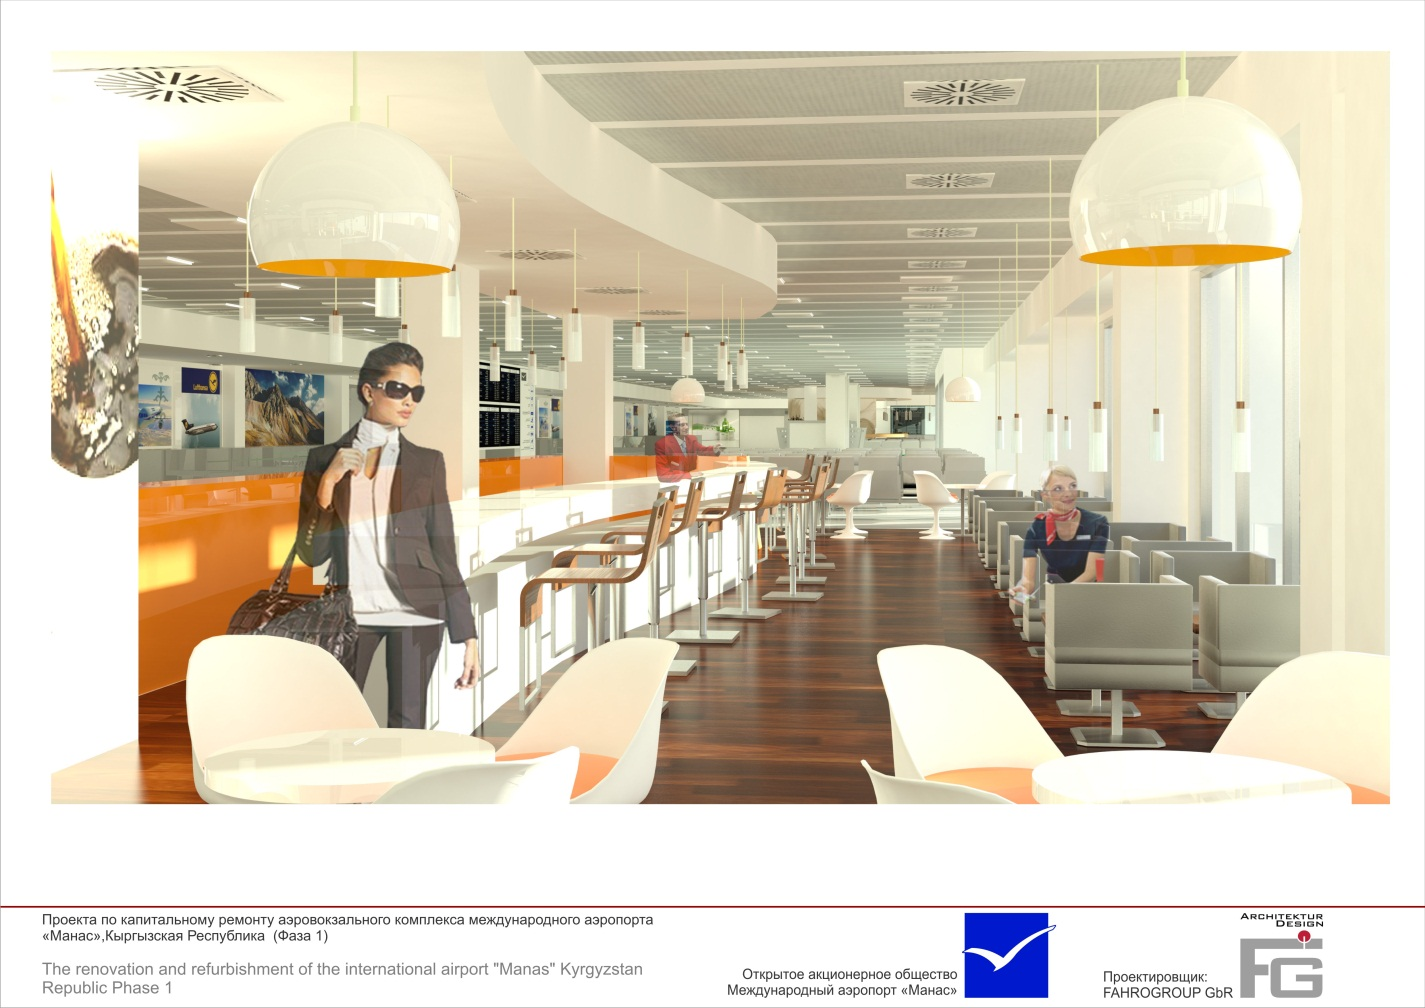 Lufthansa
Проекта по капитальному ремонту аэровокзального комплекса международного аэропорта
«Манас»,Кыргызская Республика (Фаза 1)
The renovation and refurbishment of the international airport "Manas" Kyrgyzstan
Republic Phase 1
Открытое акционерное общество
Международный аэропорт «Манас»
Проектировщик:
FAHROGROUP GbR
ARCHITEKTUR
DESIGN
FG